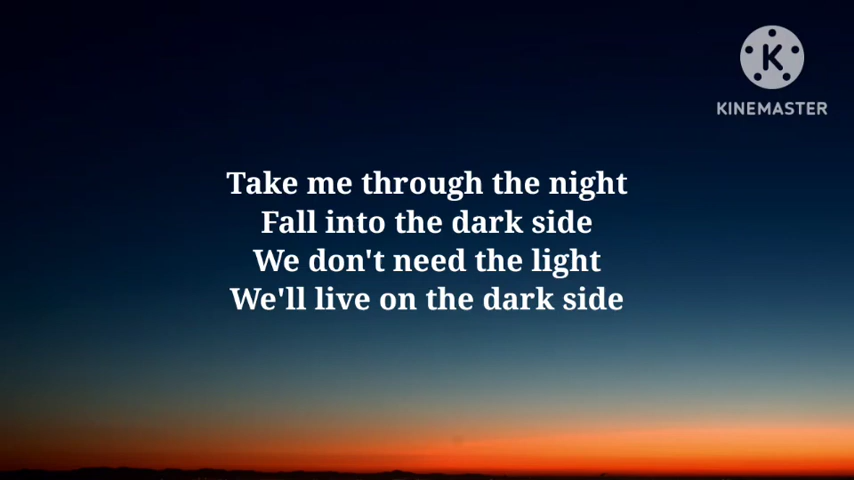 K
KINEMASTER
Take me through the night
Fall into the dark side
We don't need the light
We'll live on the dark side